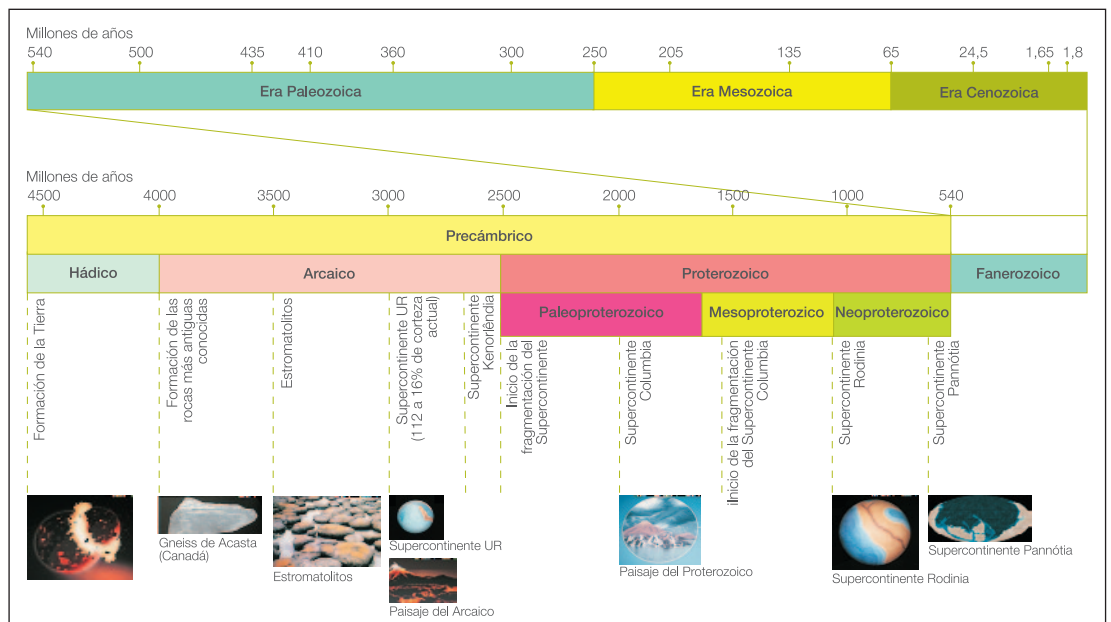 Millones de años
540 500 435 410 360 300 250 205 135 65 24,5 1,65 1,8
Era Paleozoica Era Mesozoica Era Cenozoica
Millones de años
4500 4000 3500 3000 2500 2000 1500 1000 540
Precámbrico
Hádico Arcaico Proterozoico Fanerozoico
Paleoproterozoico Mesoproterozico Neoproterozoico
Formación de la Tierra
Formación de las
rocas más antiguas
conocidas
Estromatolitos
Supercontinente UR
(112 a 16% de corteza
actual)
Supercontinente
Kenorlêndia
Inicio de la
fragmentación del
Supercontinente
Supercontinente
Columbia
iInicio de la fragmentación
del Supercontinente
Columbia
Supercontinente
Rodinia
Supercontinente
Pannótia
Gneiss de Acasta
(Canadá)
Estromatolitos
Supercontinente UR
Paisaje del Arcaico
Paisaje del Proterozoico
Supercontinente Rodinia
Supercontinente Pannótia